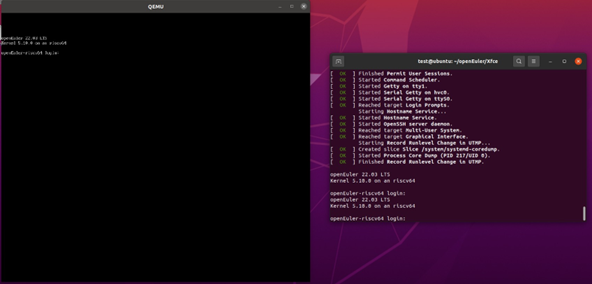 QEMU
openEuler 22.03 LTS
Kernel 5.10.0 on an riscv64
openEuler-riscv64 login:
test@ubuntu: ~/openEuler/Xfce
[ OK ] Finished Permit User Sessions.
[ OK ] Started Command Scheduler.
[ OK ] Started Getty on tty1.
[ OK ] Started Serial Getty on hvc0.
[ OK ] Started Serial Getty on ttyS0.
[ OK ] Reached target Login Prompts.
Starting Hostname Service...
[ OK ] Started Hostname Service.
[ OK ] Started OpenSSH server daemon.
[ OK ] Reached target Multi-User System.
[ OK ] Reached target Graphical Interface.
Starting Record Runlevel Change in UTMP...
[ OK ] Created slice Slice /system/systemd-coredump.
[ OK ] Started Process Core Dump (PID 217/UID 0).
[ OK ] Finished Record Runlevel Change in UTMP.
openEuler 22.03 LTS
Kernel 5.10.0 on an riscv64
openEuler-riscv64 login:
openEuler 22.03 LTS
Kernel 5.10.0 on an riscv64
openEuler-riscv64 login: